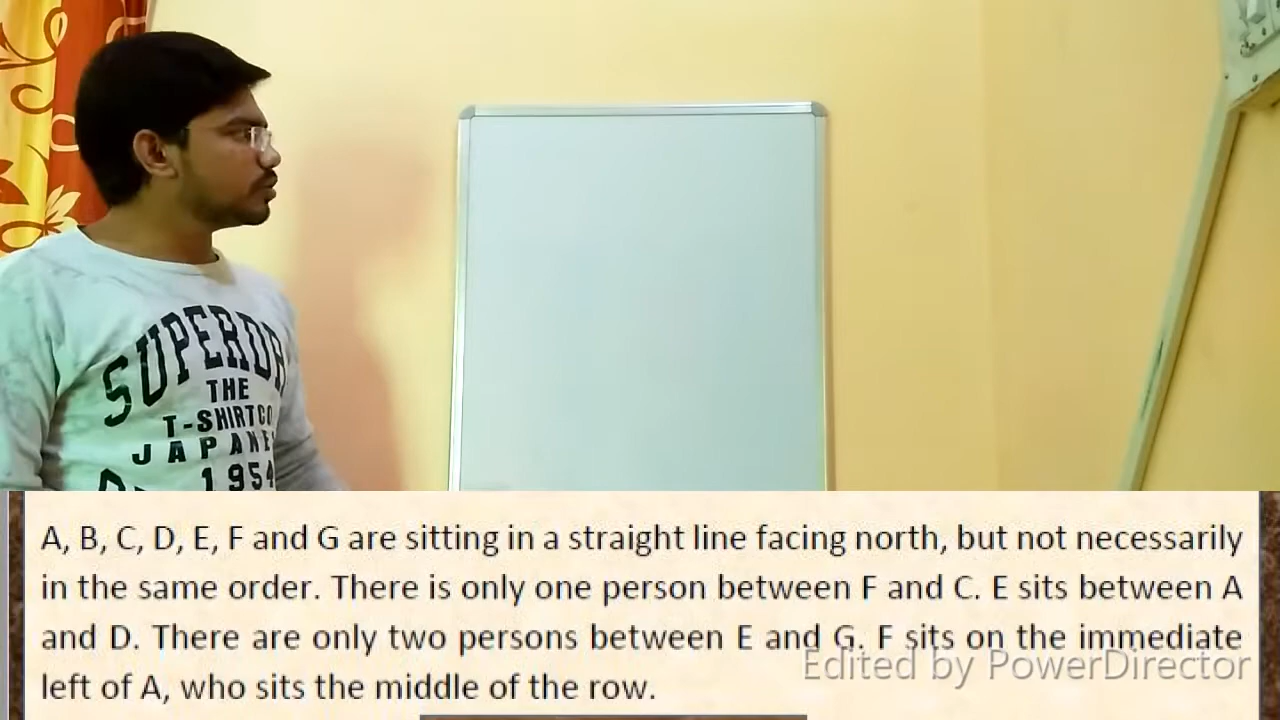 SUPERDR
THE
T-SHIRT CO
JAPANE
1954
A, B, C, D, E, F and G are sitting in a straight line facing north, but not necessarily
in the same order. There is only one person between F and C. E sits between A
and D. There are only two persons between E and G. F sits on the immediate
left of A, who sits the middle of the row.
Edited by PowerDirector